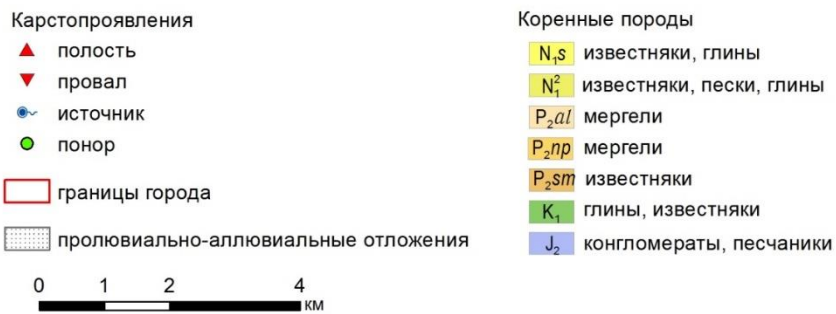 Карстопроявления
полость
провал
источник
понор
границы города
пролювиально-аллювиальные отложения
0 1 2 4
км
Коренные породы
N₁s известняки, глины
N₁² известняки, пески, глины
P₂al мергели
P₂np мергели
P₂sm известняки
K₁ глины, известняки
J₂ конгломераты, песчаники